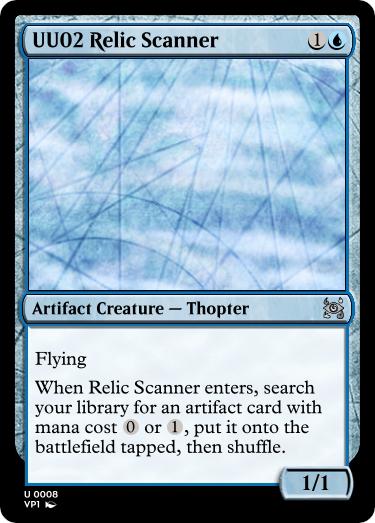 UU02 Relic Scanner 1
Artifact Creature — Thopter
Flying
When Relic Scanner enters, search
your library for an artifact card with
mana cost 0 or 1, put it onto the
battlefield tapped, then shuffle.
1/1
U 0008
VP1